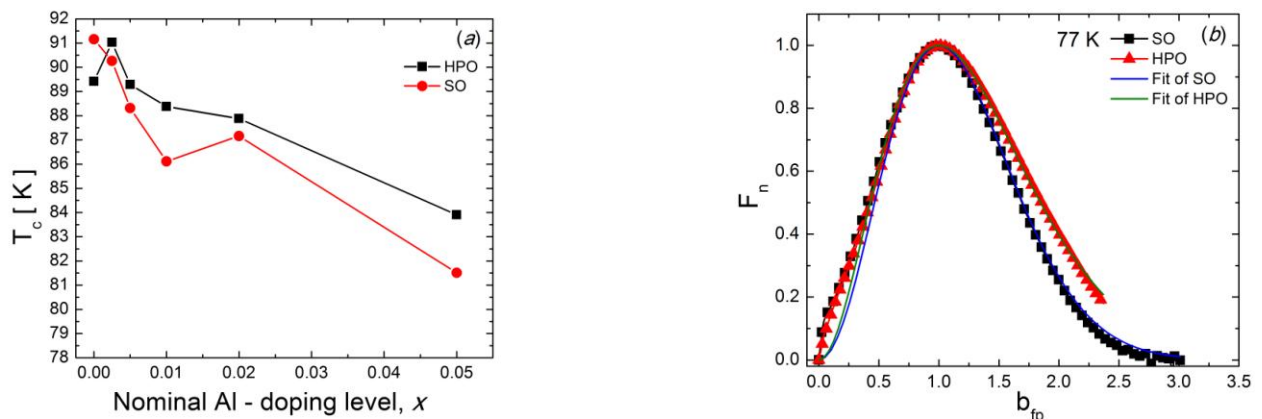 92
91
90
89
88
87
86
85
84
83
82
81
80
79
78
T_c [ K ]
(a)
HPO
SO
0.00 0.01 0.02 0.03 0.04 0.05
Nominal Al - doping level, x
1.0
0.8
0.6
0.4
0.2
0.0
F_n
77 K
(b)
SO
HPO
Fit of SO
Fit of HPO
0.0 0.5 1.0 1.5 2.0 2.5 3.0 3.5
b_fp